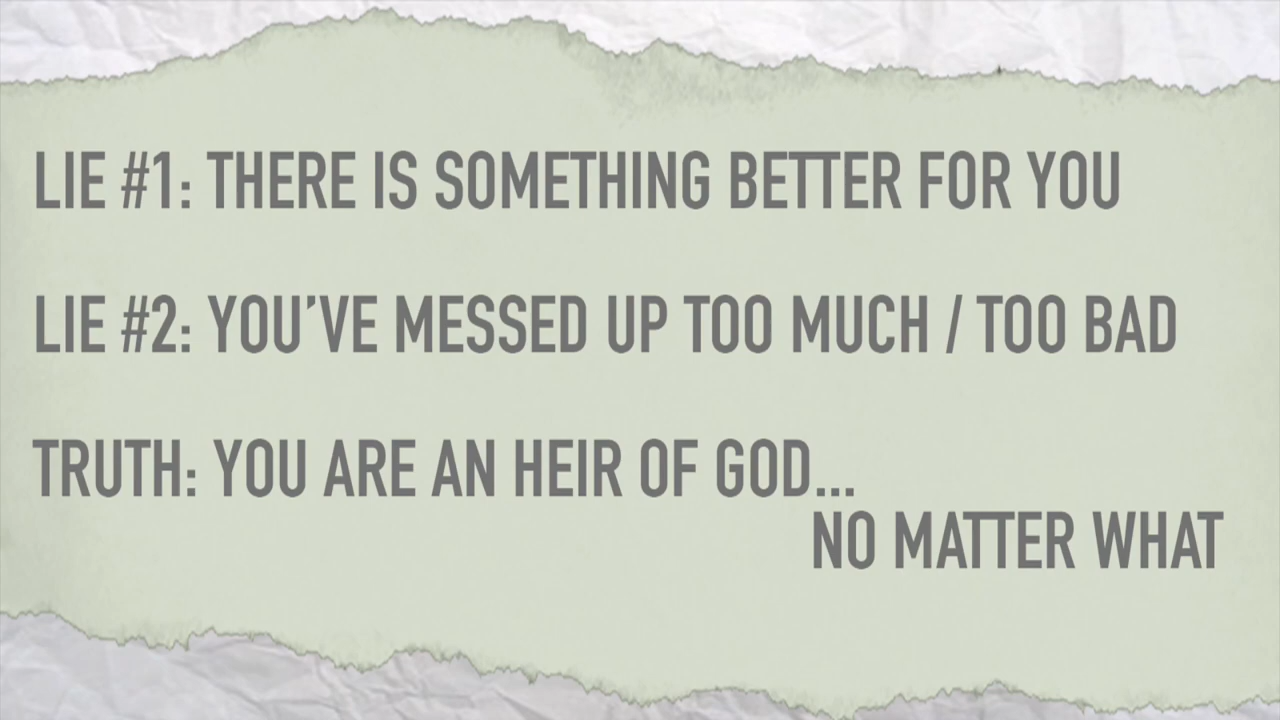 LIE #1: THERE IS SOMETHING BETTER FOR YOU
LIE #2: YOU’VE MESSED UP TOO MUCH / TOO BAD
TRUTH: YOU ARE AN HEIR OF GOD...
NO MATTER WHAT